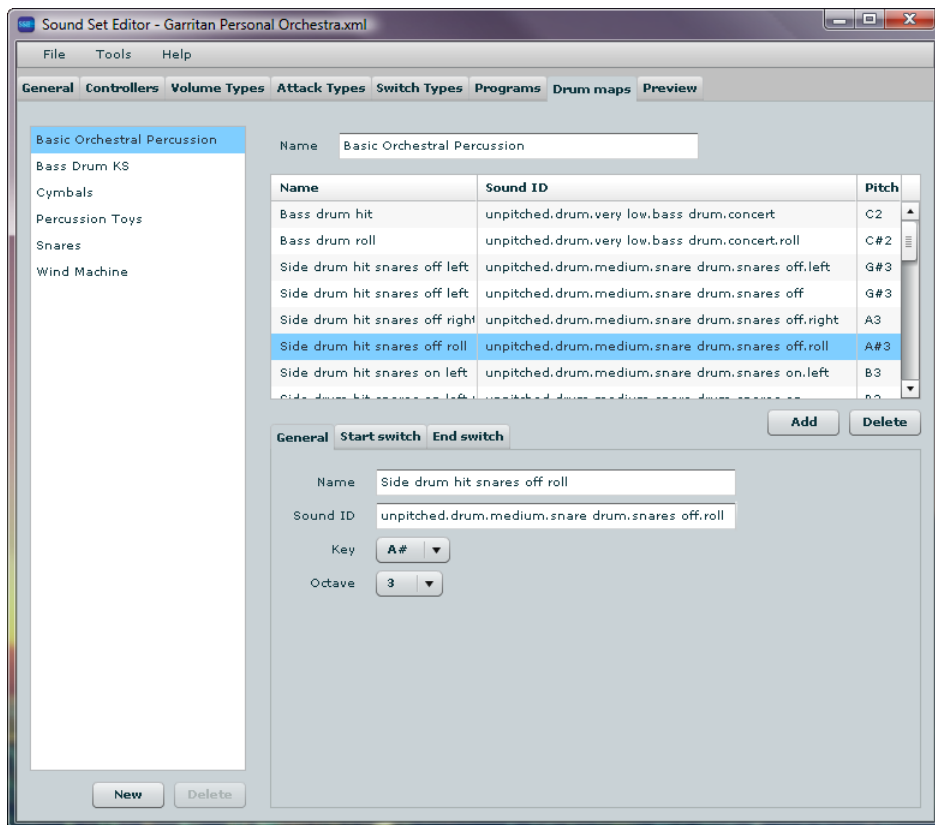 Sound Set Editor - Garritan Personal Orchestra.xml
File Tools Help
General Controllers Volume Types Attack Types Switch Types Programs Drum maps Preview
Basic Orchestral Percussion
Bass Drum KS
Cymbals
Percussion Toys
Snares
Wind Machine
New Delete
Name Basic Orchestral Percussion
Name Sound ID Pitch
Bass drum hit unpitched.drum.very low.bass drum.concert C2
Bass drum roll unpitched.drum.very low.bass drum.concert.roll C#2
Side drum hit snares off left unpitched.drum.medium.snare drum.snares off.left G#3
Side drum hit snares off left unpitched.drum.medium.snare drum.snares off G#3
Side drum hit snares off right unpitched.drum.medium.snare drum.snares off.right A3
Side drum hit snares off roll unpitched.drum.medium.snare drum.snares off.roll A#3
Side drum hit snares on left unpitched.drum.medium.snare drum.snares on.left B3
Add Delete
General Start switch End switch
Name Side drum hit snares off roll
Sound ID unpitched.drum.medium.snare drum.snares off.roll
Key A#
Octave 3